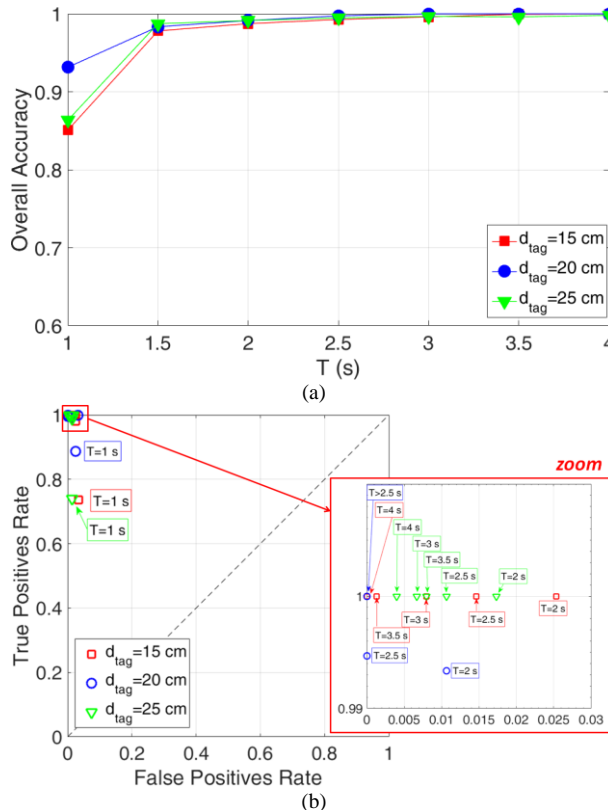 1
0.9
0.8
0.7
0.6
Overall Accuracy
1 1.5 2 2.5 3 3.5 4
T (s)
d_tag=15 cm
d_tag=20 cm
d_tag=25 cm
(a)
1
0.8
0.6
0.4
0.2
0
True Positives Rate
0 0.2 0.4 0.6 0.8 1
False Positives Rate
T=1 s
T=1 s
T=1 s
d_tag=15 cm
d_tag=20 cm
d_tag=25 cm
zoom
T>2.5 s
T=4 s
T=4 s
T=3 s
T=3.5 s
T=2.5 s
T=2 s
1
T=3.5 s
T=3 s
T=2.5 s
T=2 s
T=2.5 s
T=2 s
0.99
0 0.005 0.01 0.015 0.02 0.025 0.03
(b)